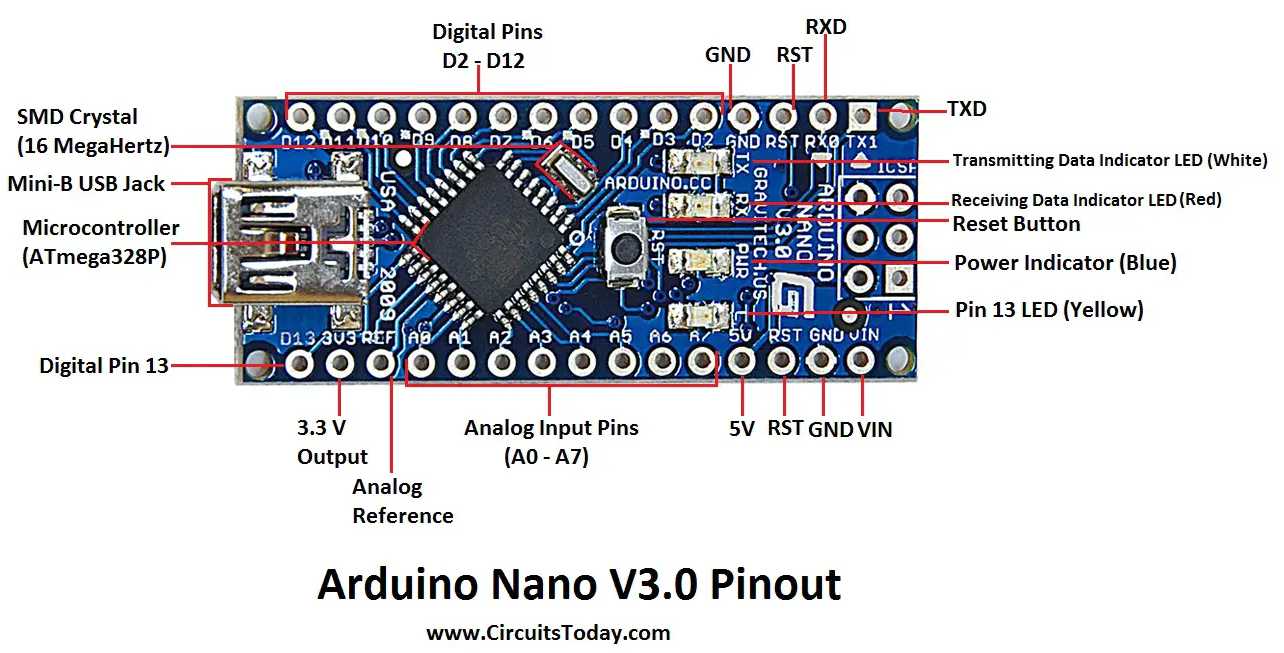 Digital Pins
D2 - D12
RXD
GND
RST
TXD
SMD Crystal
(16 MegaHertz)
Mini-B USB Jack
Microcontroller
(ATmega328P)
Digital Pin 13
D12 D11 D10 D9 D8 D7 D6 D5 D4 D3 D2 GND RST RX0 TX1
ICSP
ARDUINO.CC
TX
RX
PWR
L
RST
USA
2009
GRAVITECH.US
V3.0
NANO
ARDUINO
1
D13 3V3 REF A0 A1 A2 A3 A4 A5 A6 A7 5V RST GND VIN
Transmitting Data Indicator LED (White)
Receiving Data Indicator LED (Red)
Reset Button
Power Indicator (Blue)
Pin 13 LED (Yellow)
3.3 V
Output
Analog
Reference
Analog Input Pins
(A0 - A7)
5V
RST
GND
VIN
Arduino Nano V3.0 Pinout
www.CircuitsToday.com